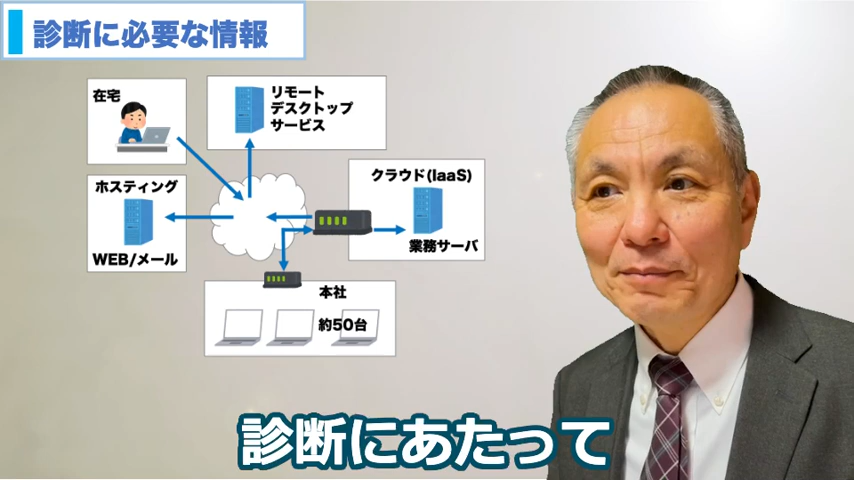 診断に必要な情報
在宅
リモート
デスクトップ
サービス
ホスティング
WEB/メール
クラウド(IaaS)
業務サーバ
本社
約50台
診断にあたって